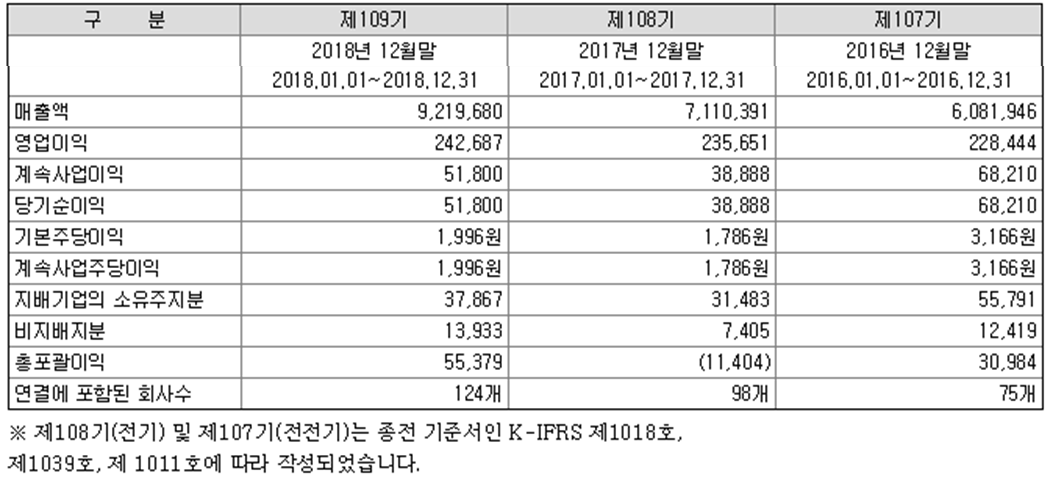 구 분 제109기 제108기 제107기
2018년 12월말 2017년 12월말 2016년 12월말
2018.01.01~2018.12.31 2017.01.01~2017.12.31 2016.01.01~2016.12.31
매출액 9,219,680 7,110,391 6,081,946
영업이익 242,687 235,651 228,444
계속사업이익 51,800 38,888 68,210
당기순이익 51,800 38,888 68,210
기본주당이익 1,996원 1,786원 3,166원
계속사업주당이익 1,996원 1,786원 3,166원
지배기업의 소유주지분 37,867 31,483 55,791
비지배지분 13,933 7,405 12,419
총포괄이익 55,379 (11,404) 30,984
연결에 포함된 회사수 124개 98개 75개
※ 제108기(전기) 및 제107기(전전기)는 종전 기준서인 K-IFRS 제1018호,
제1039호, 제 1011호에 따라 작성되었습니다.